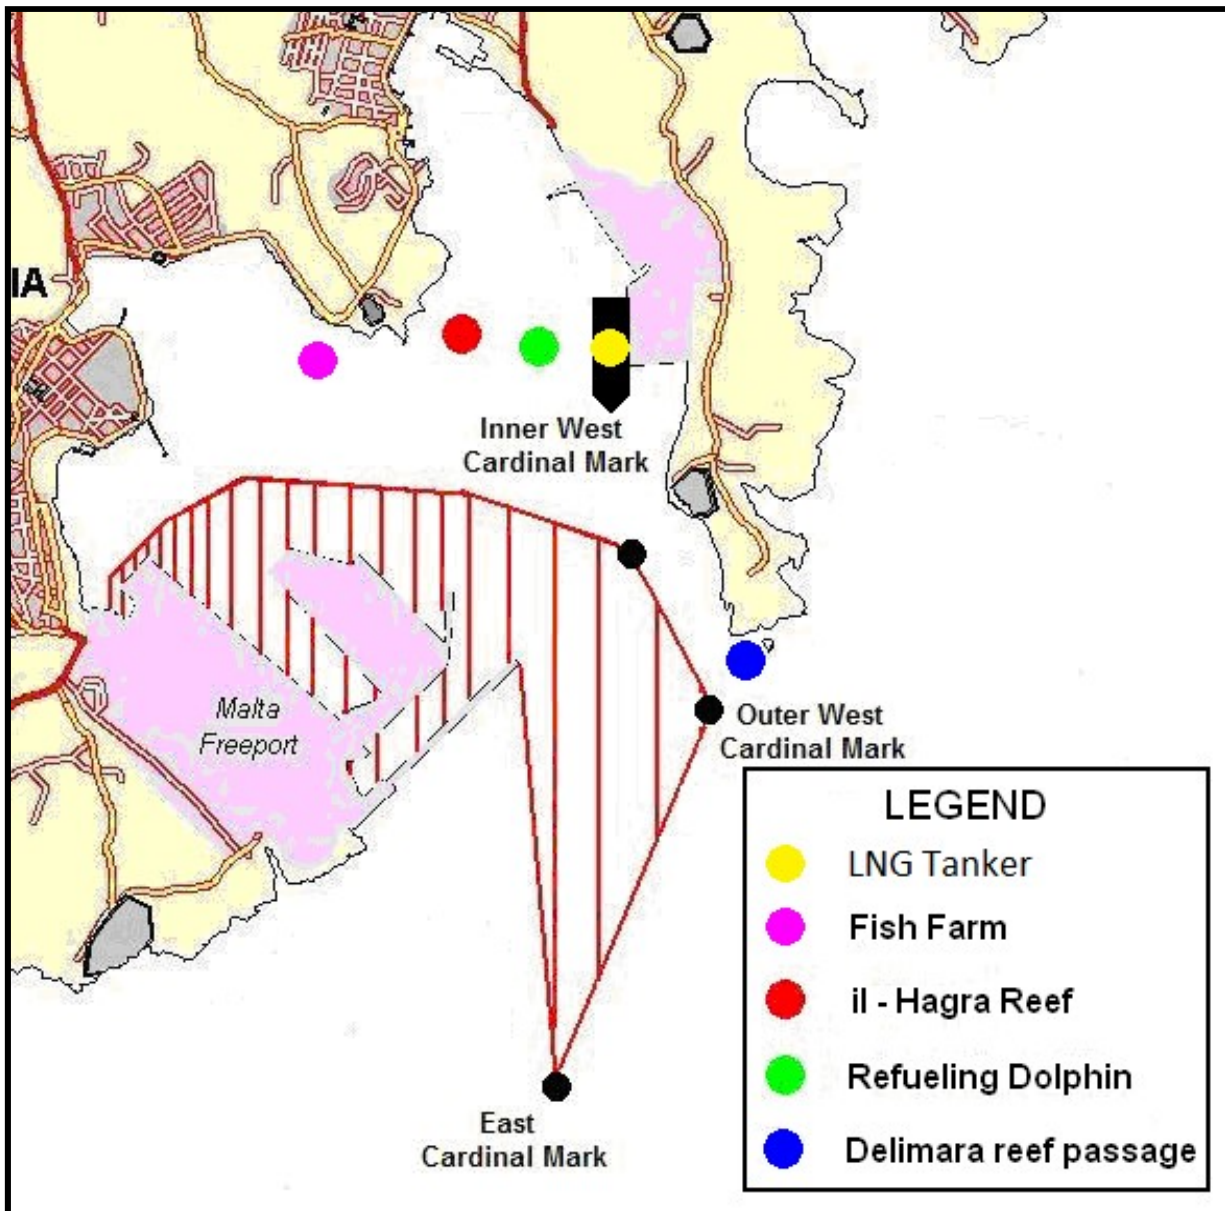 IA
Inner West
Cardinal Mark
Malta
Freeport
Outer West
Cardinal Mark
LEGEND
LNG Tanker
Fish Farm
il - Hagra Reef
Refueling Dolphin
Delimara reef passage
East
Cardinal Mark